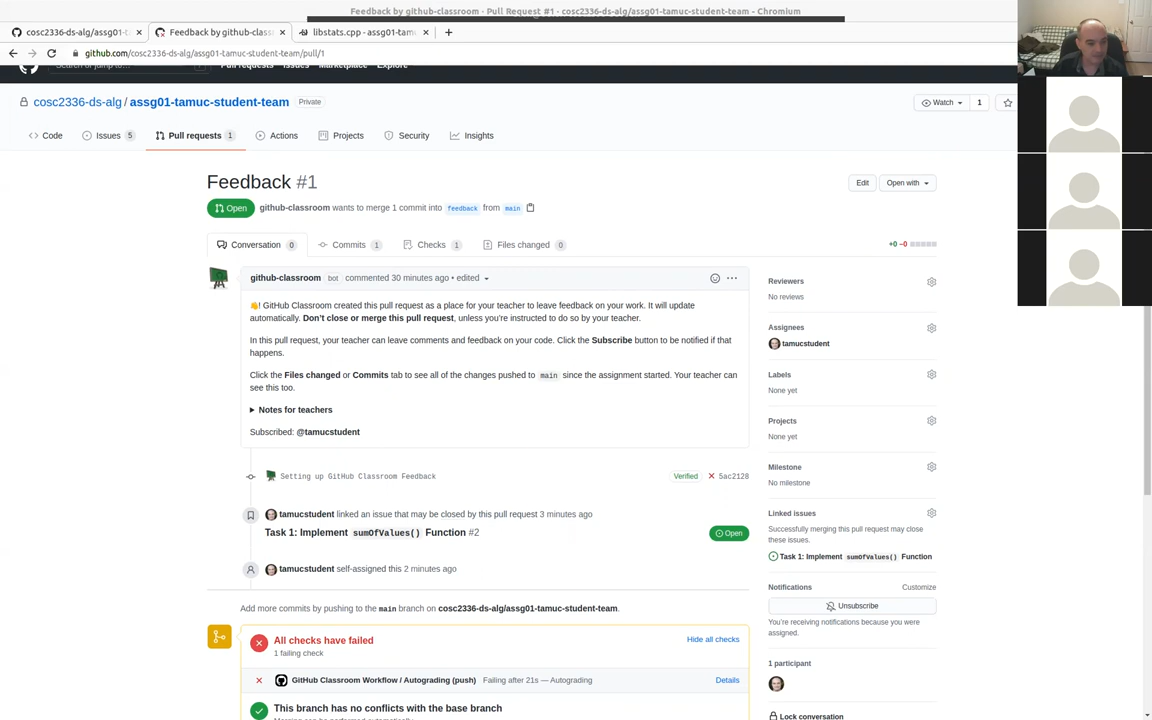 Feedback by github-classroom · Pull Request #1 · cosc2336-ds-alg/assg01-tamuc-student-team - Chromium
cosc2336-ds-alg/assg01-t ×
Feedback by github-class ×
libstats.cpp - assg01-tamu ×
github.com/cosc2336-ds-alg/assg01-tamuc-student-team/pull/1
Search or jump to...
Pull requests Issues Marketplace Explore
cosc2336-ds-alg / assg01-tamuc-student-team Private
Watch 1
Code Issues 5 Pull requests 1 Actions Projects Security Insights
Feedback #1
Edit Open with
Open github-classroom wants to merge 1 commit into feedback from main
Conversation 0 Commits 1 Checks 1 Files changed 0
+0 −0
github-classroom bot commented 30 minutes ago • edited
👋! GitHub Classroom created this pull request as a place for your teacher to leave feedback on your work. It will update
automatically. Don't close or merge this pull request, unless you're instructed to do so by your teacher.
In this pull request, your teacher can leave comments and feedback on your code. Click the Subscribe button to be notified if that
happens.
Click the Files changed or Commits tab to see all of the changes pushed to main since the assignment started. Your teacher can
see this too.
Notes for teachers
Subscribed: @tamucstudent
Setting up GitHub Classroom Feedback
Verified 5ac2128
tamucstudent linked an issue that may be closed by this pull request 3 minutes ago
Task 1: Implement sumOfValues() Function #2
Open
tamucstudent self-assigned this 2 minutes ago
Add more commits by pushing to the main branch on cosc2336-ds-alg/assg01-tamuc-student-team.
All checks have failed
1 failing check
Hide all checks
GitHub Classroom Workflow / Autograding (push) Failing after 21s — Autograding
Details
This branch has no conflicts with the base branch
Merging can be performed automatically.
Reviewers
No reviews
Assignees
tamucstudent
Labels
None yet
Projects
None yet
Milestone
No milestone
Linked issues
Successfully merging this pull request may close
these issues.
Task 1: Implement sumOfValues() Function
Notifications Customize
Unsubscribe
You're receiving notifications because you were
assigned.
1 participant
Lock conversation